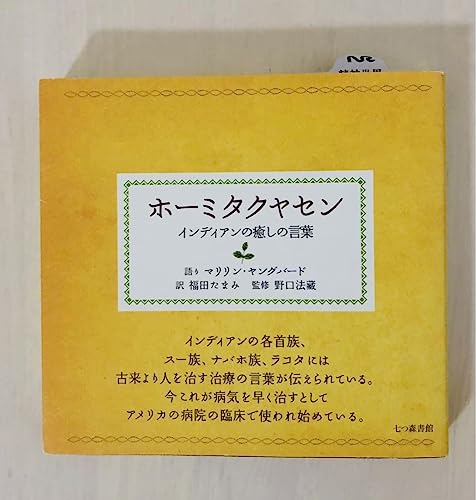 精神世界
ホーミタクヤセン
インディアンの癒しの言葉
語り マリリン・ヤングバード
訳 福田たまみ 監修 野口法蔵
インディアンの各首族、
スー族、ナバホ族、ラコタには
古来より人を治す治療の言葉が伝えられている。
今これが病気を早く治すとして
アメリカの病院の臨床で使われ始めている。
七つ森書館